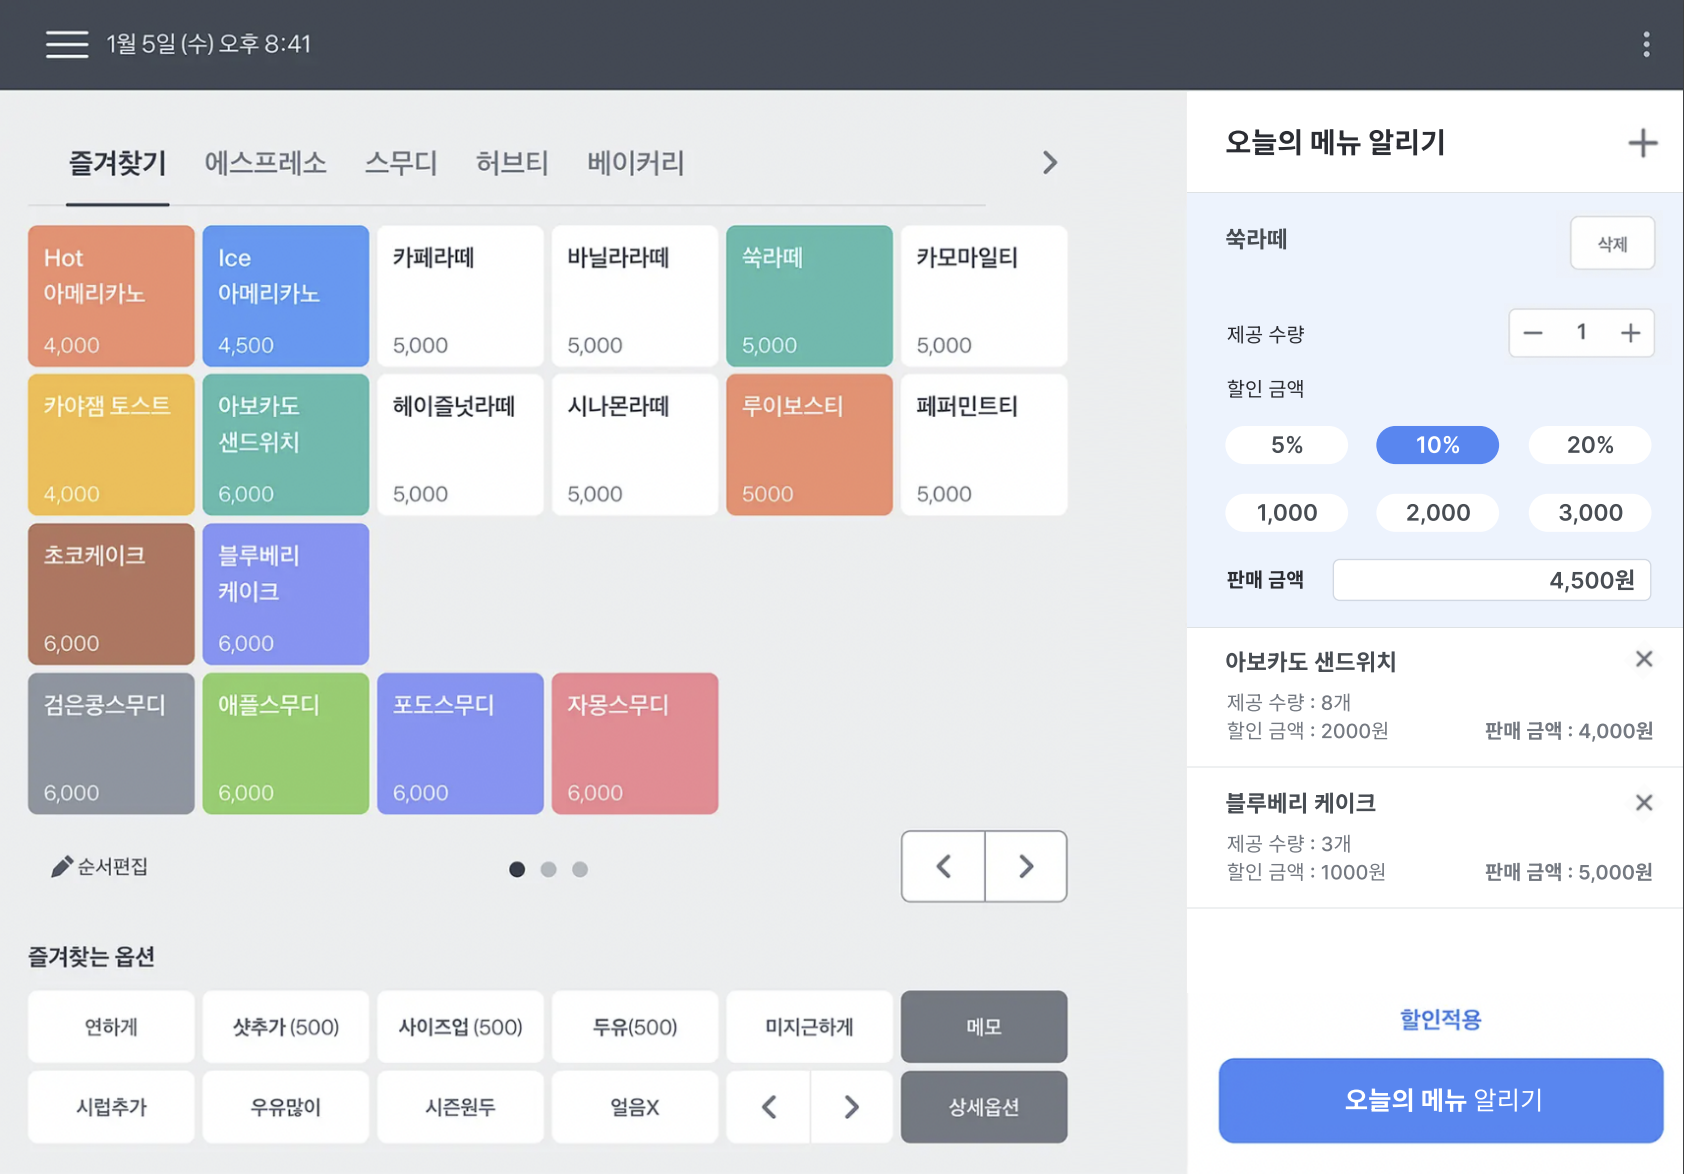 1월 5일 (수) 오후 8:41
즐겨찾기 에스프레소 스무디 허브티 베이커리
Hot
아메리카노
4,000
Ice
아메리카노
4,500
카페라떼
5,000
바닐라라떼
5,000
쑥라떼
5,000
카모마일티
5,000
카야잼 토스트
4,000
아보카도
샌드위치
6,000
헤이즐넛라떼
5,000
시나몬라떼
5,000
루이보스티
5000
페퍼민트티
5,000
초코케이크
6,000
블루베리
케이크
6,000
검은콩스무디
6,000
애플스무디
6,000
포도스무디
6,000
자몽스무디
6,000
순서편집
즐겨찾는 옵션
연하게
샷추가 (500)
사이즈업 (500)
두유(500)
미지근하게
메모
시럽추가
우유많이
시즌원두
얼음X
상세옵션
오늘의 메뉴 알리기
쑥라떼
삭제
제공 수량
1
할인 금액
5% 10% 20%
1,000 2,000 3,000
판매 금액 4,500원
아보카도 샌드위치
제공 수량 : 8개
할인 금액 : 2000원 판매 금액 : 4,000원
블루베리 케이크
제공 수량 : 3개
할인 금액 : 1000원 판매 금액 : 5,000원
할인적용
오늘의 메뉴 알리기